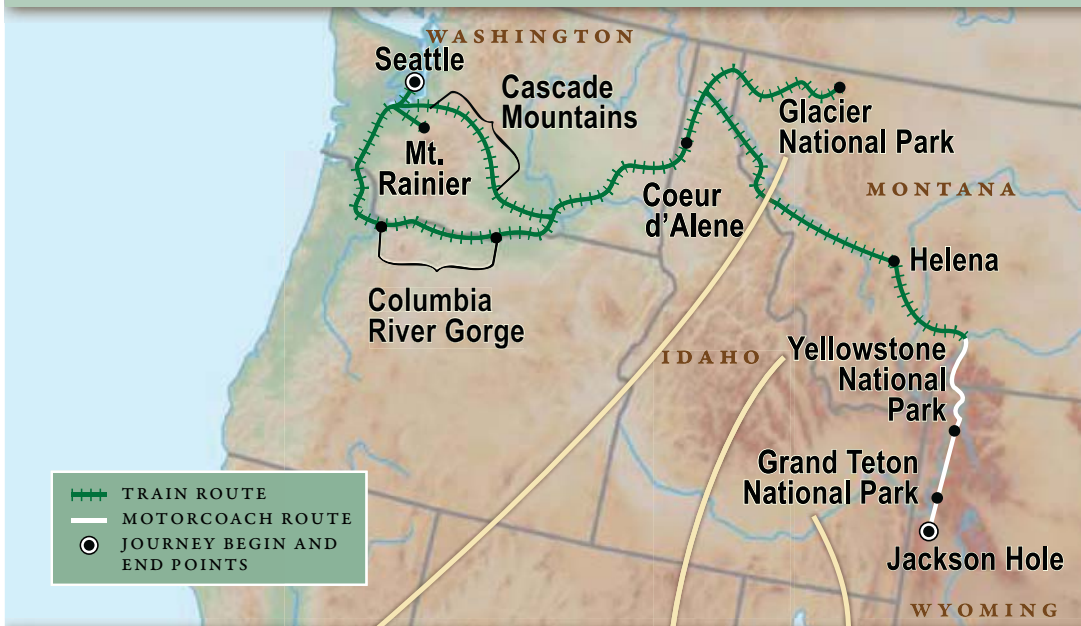 WASHINGTON
Seattle
Cascade
Mountains
Mt.
Rainier
Glacier
National Park
Coeur
d'Alene
MONTANA
Helena
Columbia
River Gorge
IDAHO
Yellowstone
National
Park
Grand Teton
National Park
Jackson Hole
WYOMING
TRAIN ROUTE
MOTORCOACH ROUTE
JOURNEY BEGIN AND
END POINTS